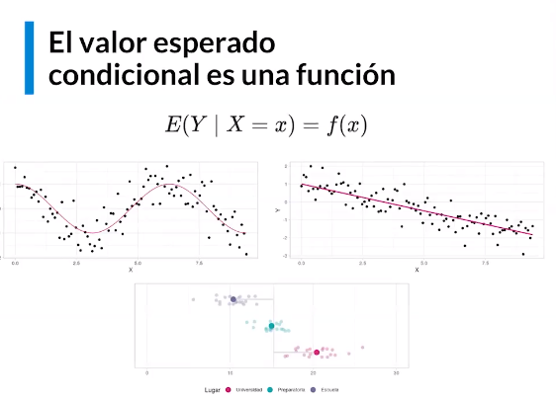 El valor esperado
condicional es una función
E(Y | X = x) = f(x)
0.0 2.5 5.0 7.5
X
2
1
0
-1
-2
-3
Y
0.0 2.5 5.0 7.5
X
0 10 20 30
Lugar Universidad Preparatoria Escuela